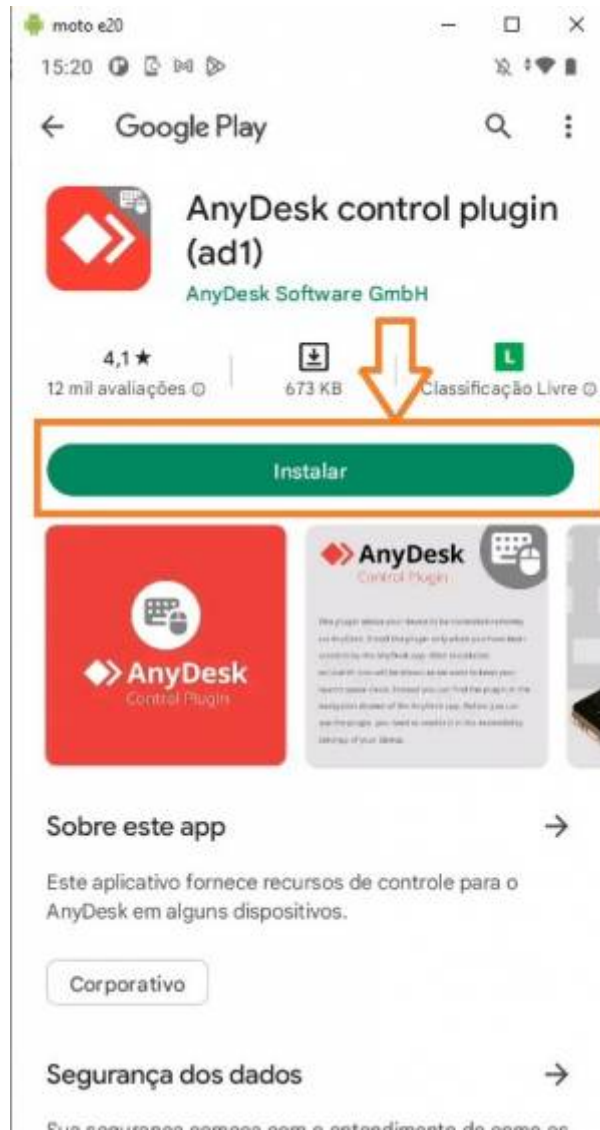 moto e20
15:20
Google Play
AnyDesk control plugin
(ad1)
AnyDesk Software GmbH
4,1★
12 mil avaliações
673 KB
L
Classificação Livre
Instalar
AnyDesk
Control Plugin
AnyDesk
Control Plugin
Sobre este app
Este aplicativo fornece recursos de controle para o
AnyDesk em alguns dispositivos.
Corporativo
Segurança dos dados